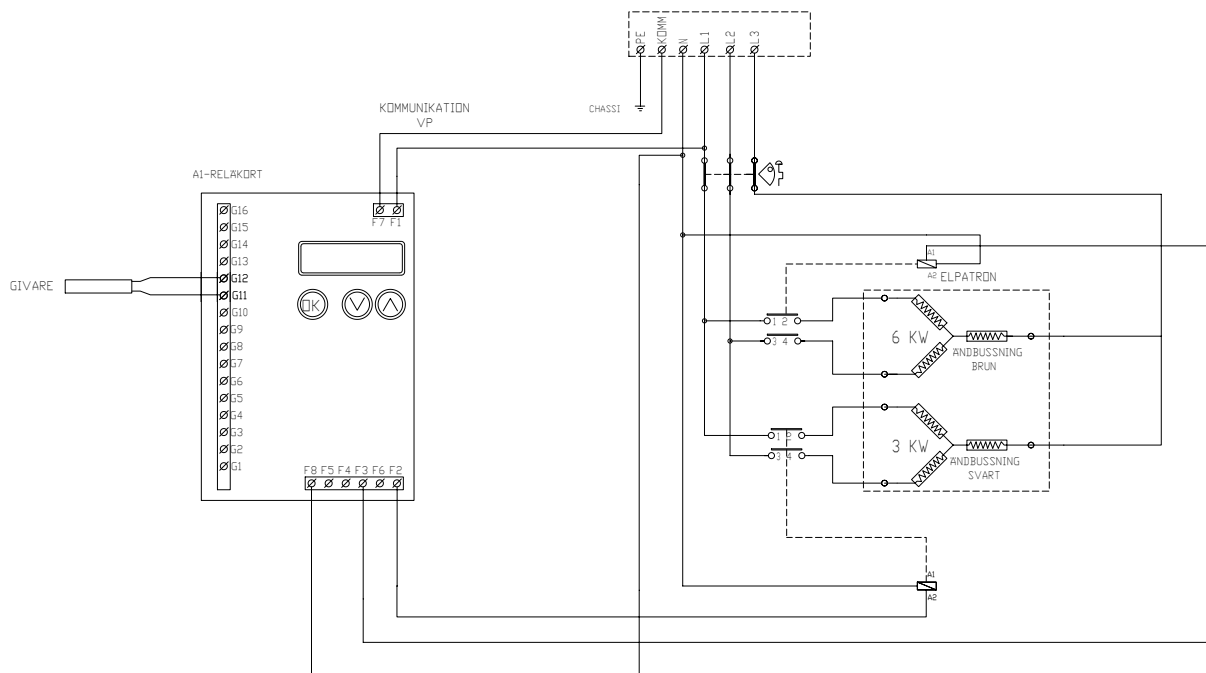 PE
KOMM
N
L1
L2
L3
CHASSI
KOMMUNIKATION
VP
A1-RELÄKORT
G16
G15
G14
G13
G12
G11
G10
G9
G8
G7
G6
G5
G4
G3
G2
G1
F7 F1
OK
GIVARE
F8 F5 F4 F3 F6 F2
A1
A2 ELPATRON
1 2
3 4
6 KW
ÄNDBUSSNING
BRUN
1 2
3 4
3 KW
ÄNDBUSSNING
SVART
A1
A2